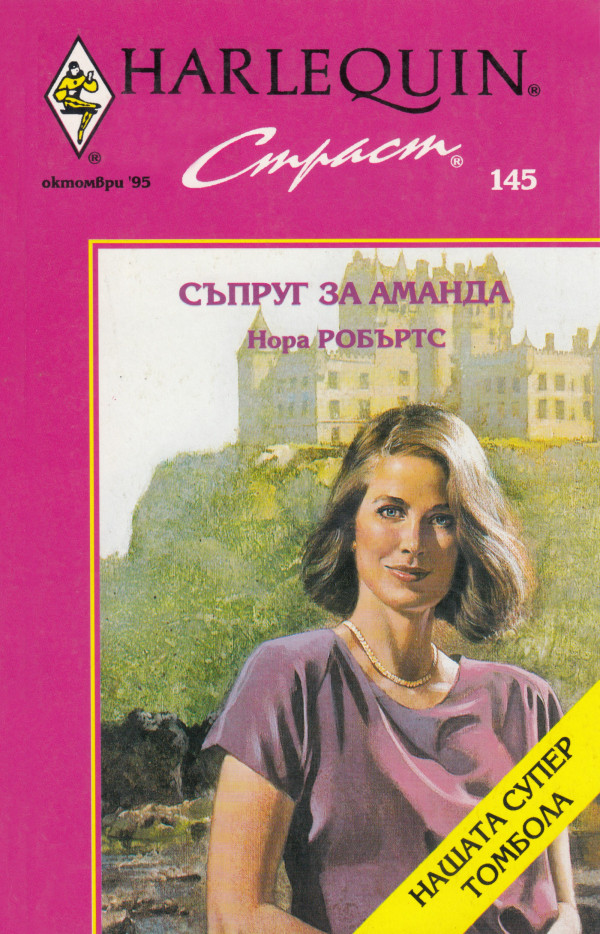 HARLEQUIN®
®
Страст®
октомври '95
145
СЪПРУГ ЗА АМАНДА
Нора РОБЪРТС
НАШАТА СУПЕР
ТОМБОЛА